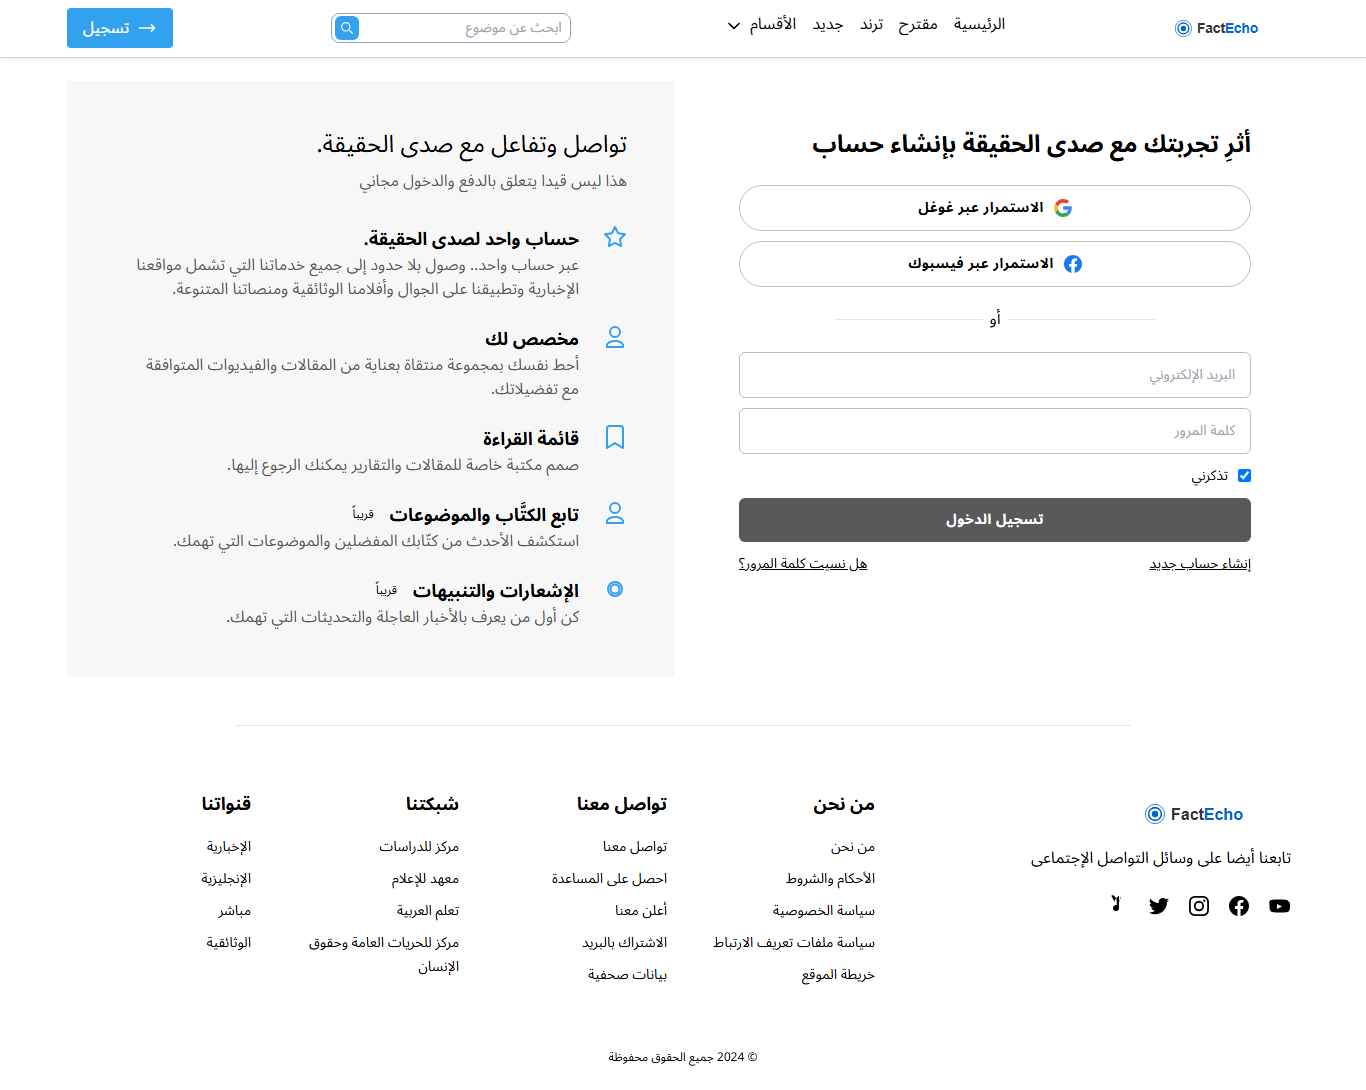 FactEcho
الرئيسية
مقترح
ترند
جديد
الأقسام
ابحث عن موضوع
تسجيل
أثرِ تجربتك مع صدى الحقيقة بإنشاء حساب
الاستمرار عبر غوغل
الاستمرار عبر فيسبوك
أو
البريد الإلكتروني
كلمة المرور
تذكرني
تسجيل الدخول
إنشاء حساب جديد
هل نسيت كلمة المرور؟
تواصل وتفاعل مع صدى الحقيقة.
هذا ليس قيدا يتعلق بالدفع والدخول مجاني
حساب واحد لصدى الحقيقة.
عبر حساب واحد.. وصول بلا حدود إلى جميع خدماتنا التي تشمل مواقعنا
الإخبارية وتطبيقنا على الجوال وأفلامنا الوثائقية ومنصاتنا المتنوعة.
مخصص لك
أحط نفسك بمجموعة منتقاة بعناية من المقالات والفيديوات المتوافقة
مع تفضيلاتك.
قائمة القراءة
صمم مكتبة خاصة للمقالات والتقارير يمكنك الرجوع إليها.
تابع الكتَّاب والموضوعات قريباً
استكشف الأحدث من كتّابك المفضلين والموضوعات التي تهمك.
الإشعارات والتنبيهات قريباً
كن أول من يعرف بالأخبار العاجلة والتحديثات التي تهمك.
FactEcho
تابعنا أيضا على وسائل التواصل الإجتماعى
من نحن
من نحن
الأحكام والشروط
سياسة الخصوصية
سياسة ملفات تعريف الارتباط
خريطة الموقع
تواصل معنا
تواصل معنا
احصل على المساعدة
أعلن معنا
الاشتراك بالبريد
بيانات صحفية
شبكتنا
مركز للدراسات
معهد للإعلام
تعلم العربية
مركز للحريات العامة وحقوق
الإنسان
قنواتنا
الإخبارية
الإنجليزية
مباشر
الوثائقية
© 2024 جميع الحقوق محفوظة